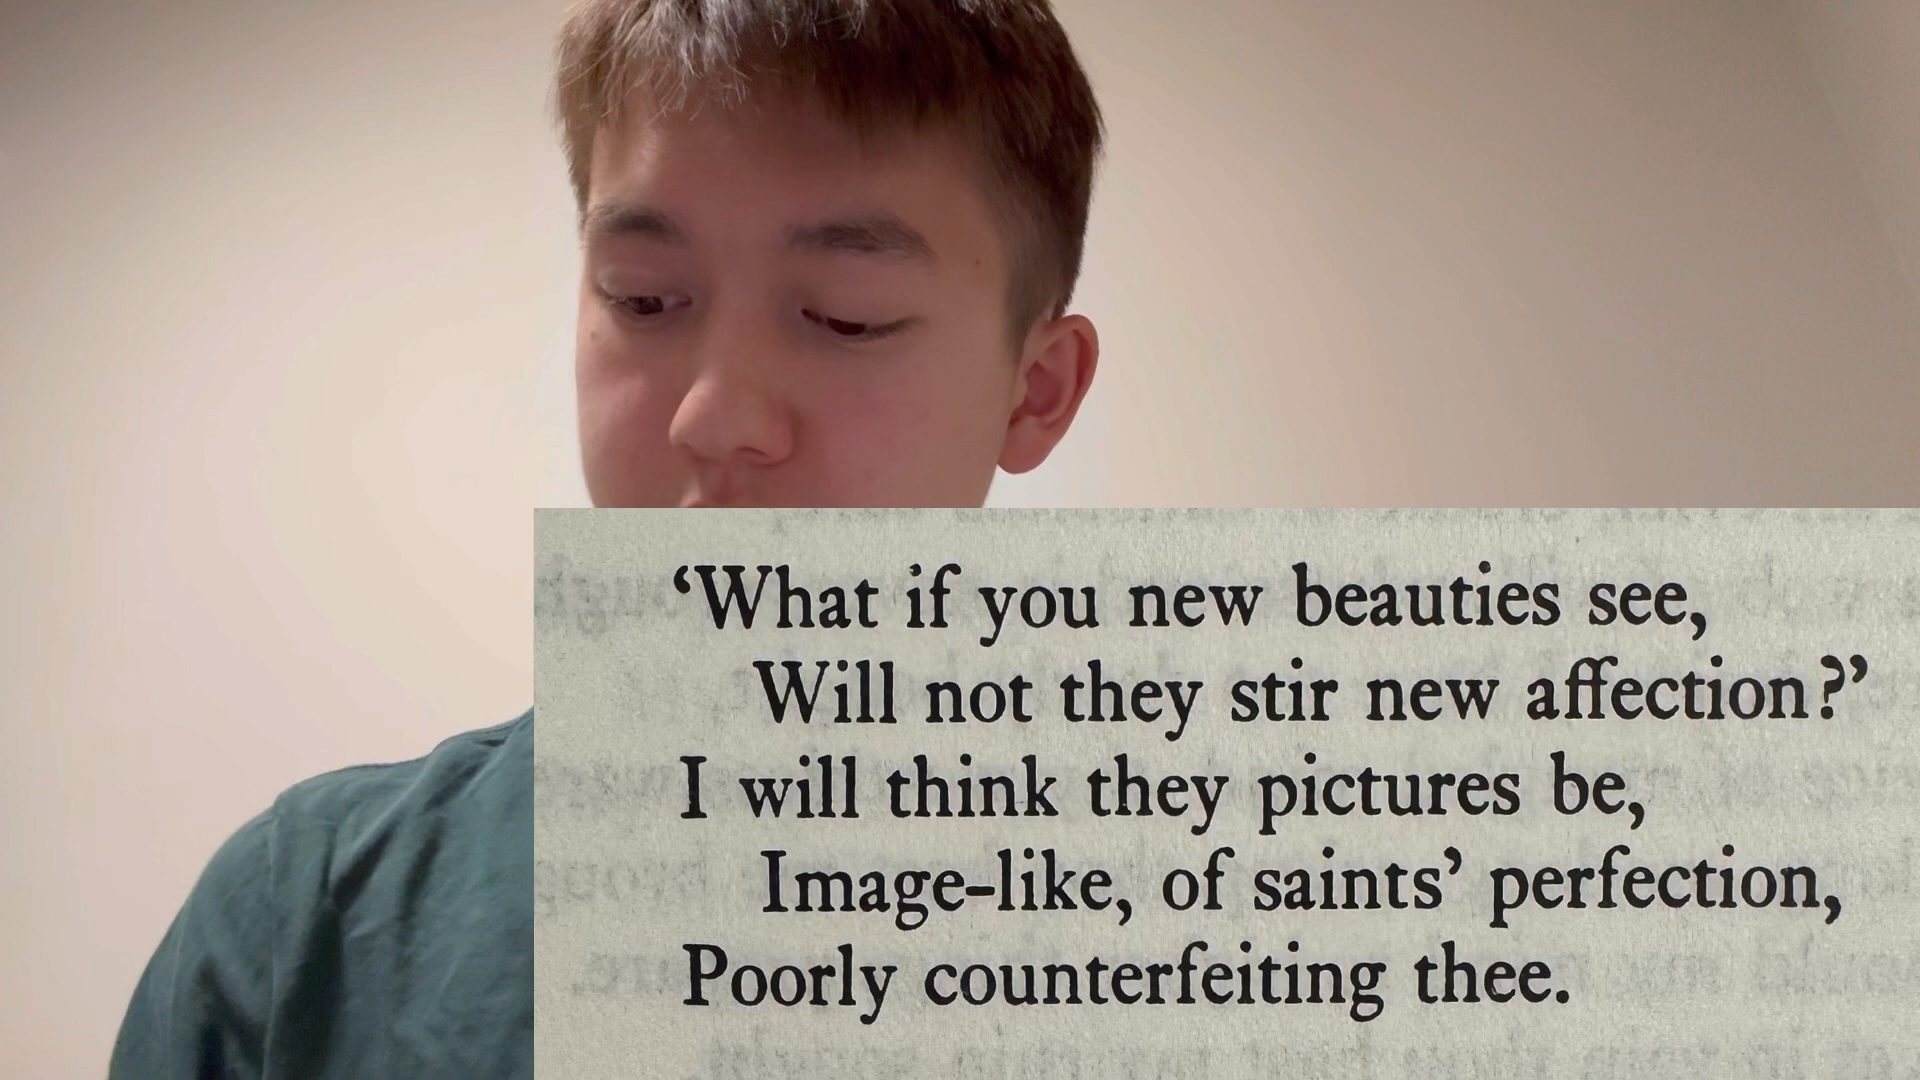 ‘What if you new beauties see,
Will not they stir new affection?’
I will think they pictures be,
Image-like, of saints’ perfection,
Poorly counterfeiting thee.